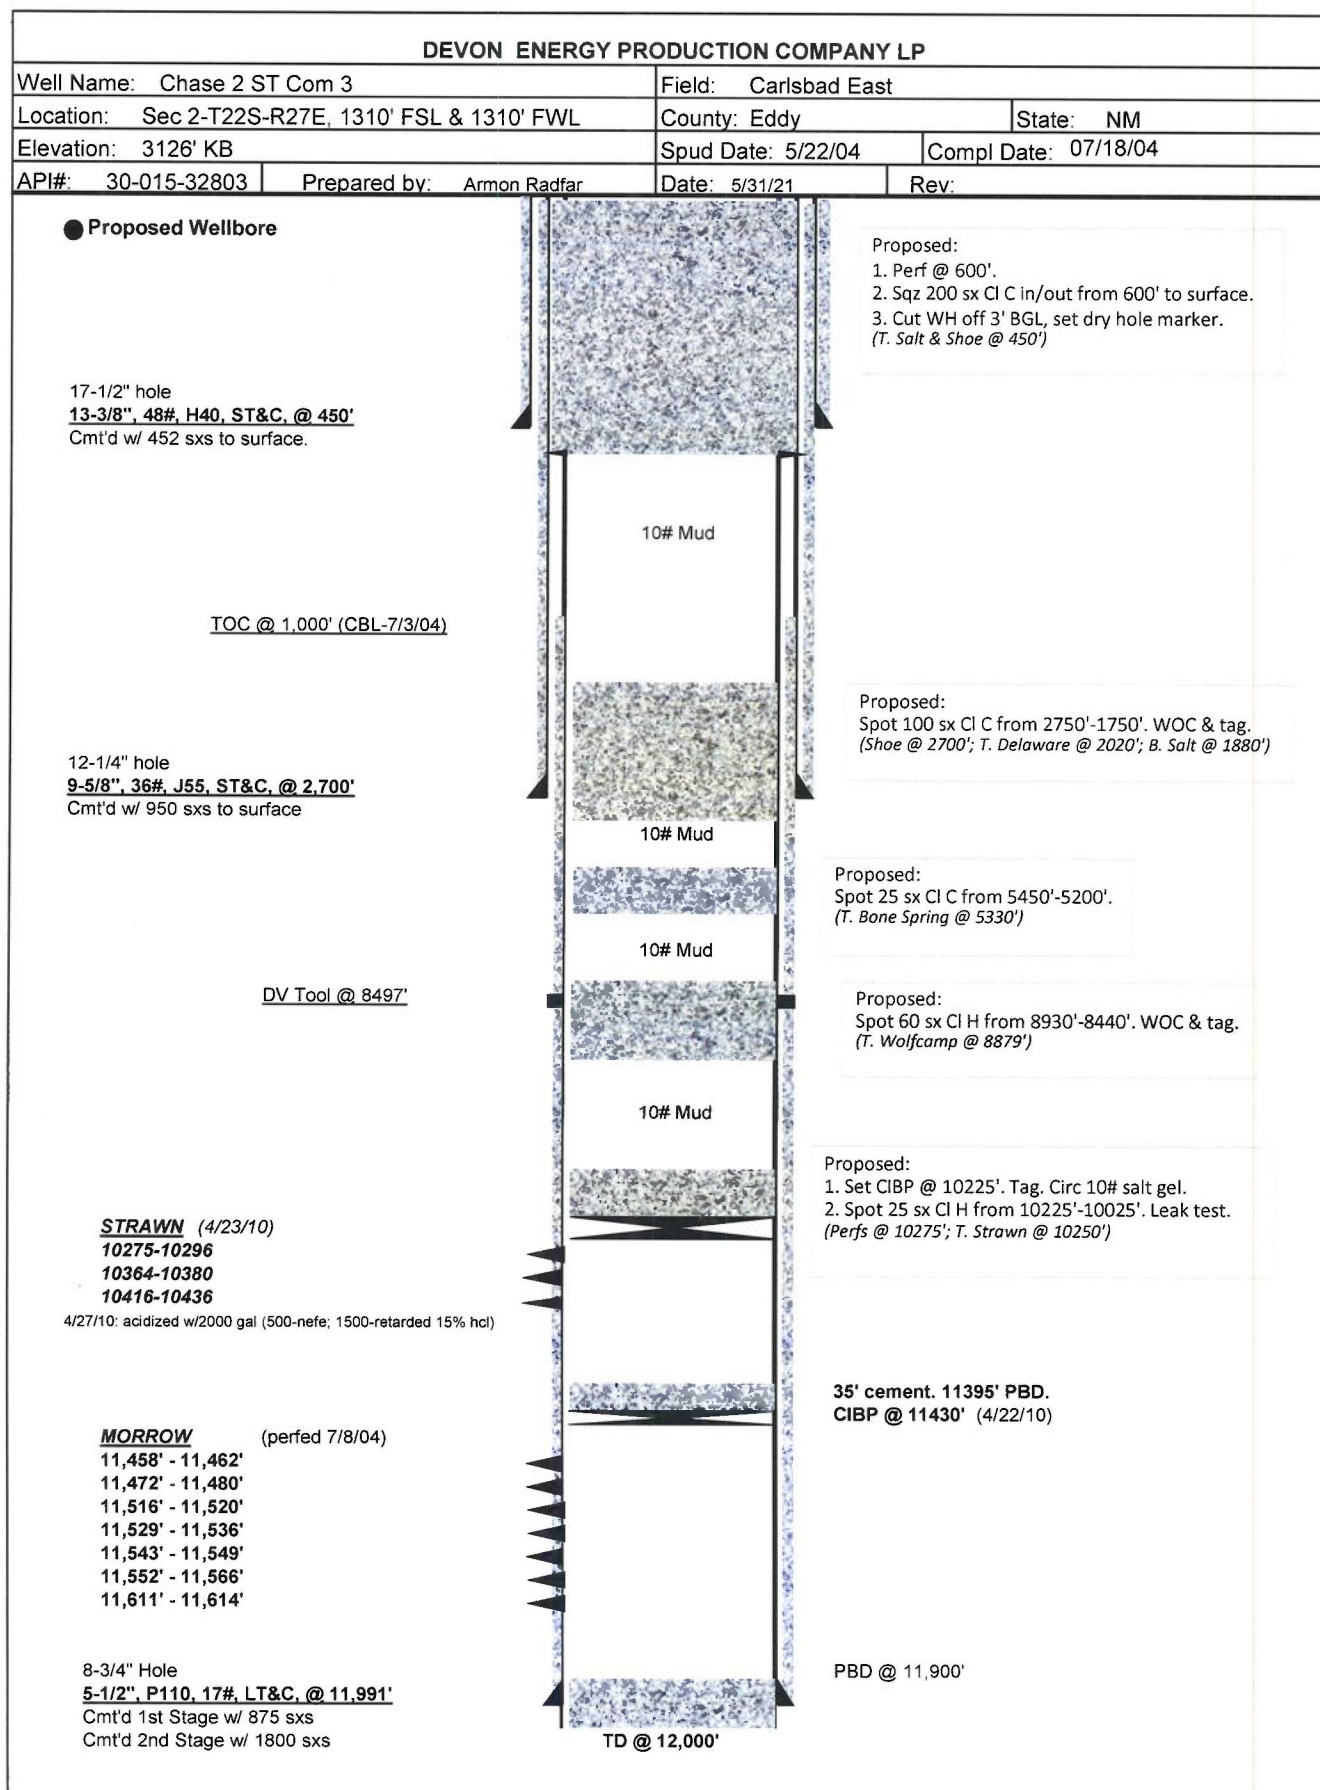 DEVON ENERGY PRODUCTION COMPANY LP
Well Name: Chase 2 ST Com 3
Field: Carlsbad East
Location: Sec 2-T22S-R27E, 1310' FSL & 1310' FWL
County: Eddy
State: NM
Elevation: 3126' KB
Spud Date: 5/22/04
Compl Date: 07/18/04
API#: 30-015-32803
Prepared by: Armon Radfar
Date: 5/31/21
Rev:
Proposed Wellbore
Proposed:
1. Perf @ 600'.
2. Sqz 200 sx Cl C in/out from 600' to surface.
3. Cut WH off 3' BGL, set dry hole marker.
(T. Salt & Shoe @ 450')
17-1/2" hole
13-3/8", 48#, H40, ST&C, @ 450'
Cmt'd w/ 452 sxs to surface.
10# Mud
TOC @ 1,000' (CBL-7/3/04)
Proposed:
Spot 100 sx Cl C from 2750'-1750'. WOC & tag.
(Shoe @ 2700'; T. Delaware @ 2020'; B. Salt @ 1880')
12-1/4" hole
9-5/8", 36#, J55, ST&C, @ 2,700'
Cmt'd w/ 950 sxs to surface
10# Mud
Proposed:
Spot 25 sx Cl C from 5450'-5200'.
(T. Bone Spring @ 5330')
10# Mud
DV Tool @ 8497'
Proposed:
Spot 60 sx Cl H from 8930'-8440'. WOC & tag.
(T. Wolfcamp @ 8879')
10# Mud
Proposed:
1. Set CIBP @ 10225'. Tag. Circ 10# salt gel.
2. Spot 25 sx Cl H from 10225'-10025'. Leak test.
(Perfs @ 10275'; T. Strawn @ 10250')
STRAWN (4/23/10)
10275-10296
10364-10380
10416-10436
4/27/10: acidized w/2000 gal (500-nefe; 1500-retarded 15% hcl)
35' cement. 11395' PBD.
CIBP @ 11430' (4/22/10)
MORROW (perfed 7/8/04)
11,458' - 11,462'
11,472' - 11,480'
11,516' - 11,520'
11,529' - 11,536'
11,543' - 11,549'
11,552' - 11,566'
11,611' - 11,614'
8-3/4" Hole
5-1/2", P110, 17#, LT&C, @ 11,991'
Cmt'd 1st Stage w/ 875 sxs
Cmt'd 2nd Stage w/ 1800 sxs
PBD @ 11,900'
TD @ 12,000'